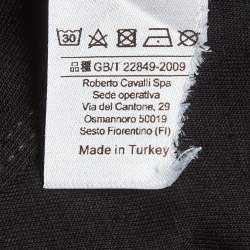 30
品種 GB/T 22849-2009
Roberto Cavalli Spa
Sede operativa
Via del Cantone, 29
Osmannoro 50019
Sesto Fiorentino (FI)
Made in Turkey